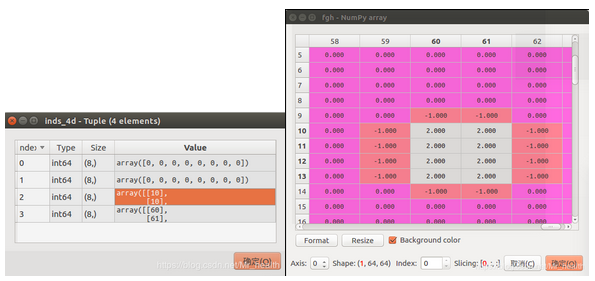 inds_4d - Tuple (4 elements)
nde Type Size Value
0 int64 (8,) array([0, 0, 0, 0, 0, 0, 0, 0])
1 int64 (8,) array([0, 0, 0, 0, 0, 0, 0, 0])
2 int64 (8,) array([[10],
[10],
3 int64 (8,) array([[60],
[61],
确定(O)
fgh - NumPy array
58 59 60 61 62
5 0.000 0.000 0.000 0.000 0.000
6 0.000 0.000 0.000 0.000 0.000
7 0.000 0.000 0.000 0.000 0.000
8 0.000 0.000 0.000 0.000 0.000
9 0.000 0.000 -1.000 -1.000 0.000
10 0.000 -1.000 2.000 2.000 -1.000
11 0.000 -1.000 2.000 2.000 -1.000
12 0.000 -1.000 2.000 2.000 -1.000
13 0.000 -1.000 2.000 2.000 -1.000
14 0.000 0.000 -1.000 -1.000 0.000
15 0.000 0.000 0.000 0.000 0.000
16 0.000 0.000 0.000 0.000 0.000
Format Resize Background color
Axis: 0 Shape: (1, 64, 64) Index: 0 Slicing: [0, :, :] 取消(C) 确定(O)